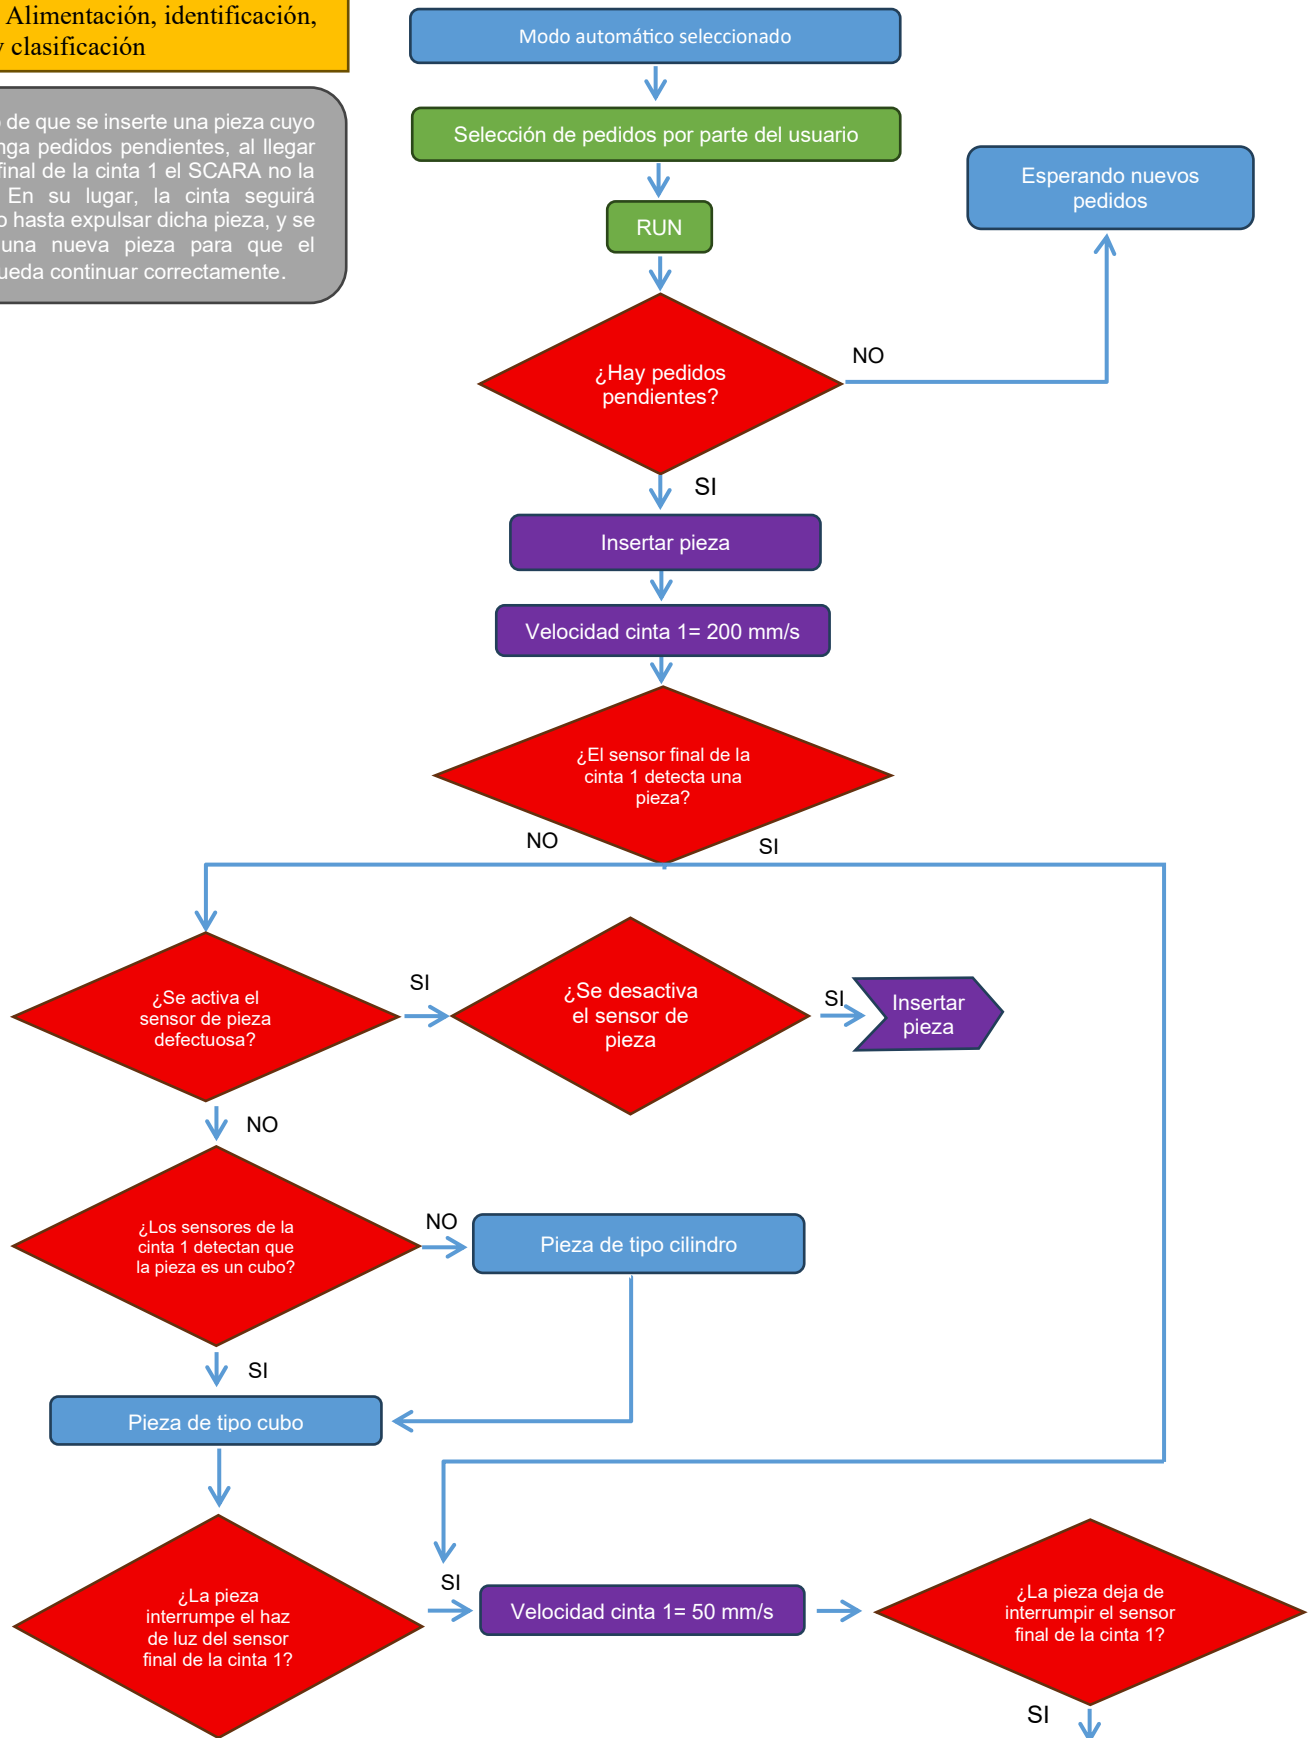 Alimentación, identificación,
y clasificación
Modo automático seleccionado
de que se inserte una pieza cuyo
nga pedidos pendientes, al llegar
final de la cinta 1 el SCARA no la
En su lugar, la cinta seguirá
o hasta expulsar dicha pieza, y se
una nueva pieza para que el
ueda continuar correctamente.
Selección de pedidos por parte del usuario
Esperando nuevos
pedidos
RUN
¿Hay pedidos
pendientes?
NO
SI
Insertar pieza
Velocidad cinta 1= 200 mm/s
¿El sensor final de la
cinta 1 detecta una
pieza?
NO
SI
¿Se activa el
sensor de pieza
defectuosa?
SI
¿Se desactiva
el sensor de
pieza
SI
Insertar
pieza
NO
¿Los sensores de la
cinta 1 detectan que
la pieza es un cubo?
NO
Pieza de tipo cilindro
SI
Pieza de tipo cubo
¿La pieza
interrumpe el haz
de luz del sensor
final de la cinta 1?
SI
Velocidad cinta 1= 50 mm/s
¿La pieza deja de
interrumpir el sensor
final de la cinta 1?
SI